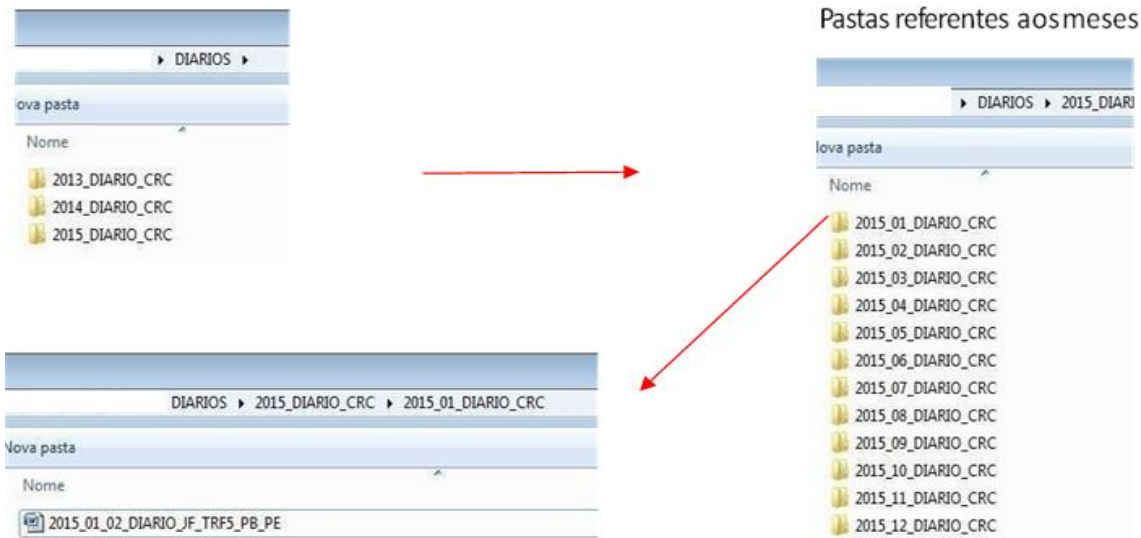 DIARIOS
ova pasta
Nome
2013_DIARIO_CRC
2014_DIARIO_CRC
2015_DIARIO_CRC
Pastas referentes aos meses
DIARIOS 2015_DIARI
lova pasta
Nome
2015_01_DIARIO_CRC
2015_02_DIARIO_CRC
2015_03_DIARIO_CRC
2015_04_DIARIO_CRC
2015_05_DIARIO_CRC
2015_06_DIARIO_CRC
2015_07_DIARIO_CRC
2015_08_DIARIO_CRC
2015_09_DIARIO_CRC
2015_10_DIARIO_CRC
2015_11_DIARIO_CRC
2015_12_DIARIO_CRC
DIARIOS 2015_DIARIO_CRC 2015_01_DIARIO_CRC
Nova pasta
Nome
2015_01_02_DIARIO_JF_TRF5_PB_PE